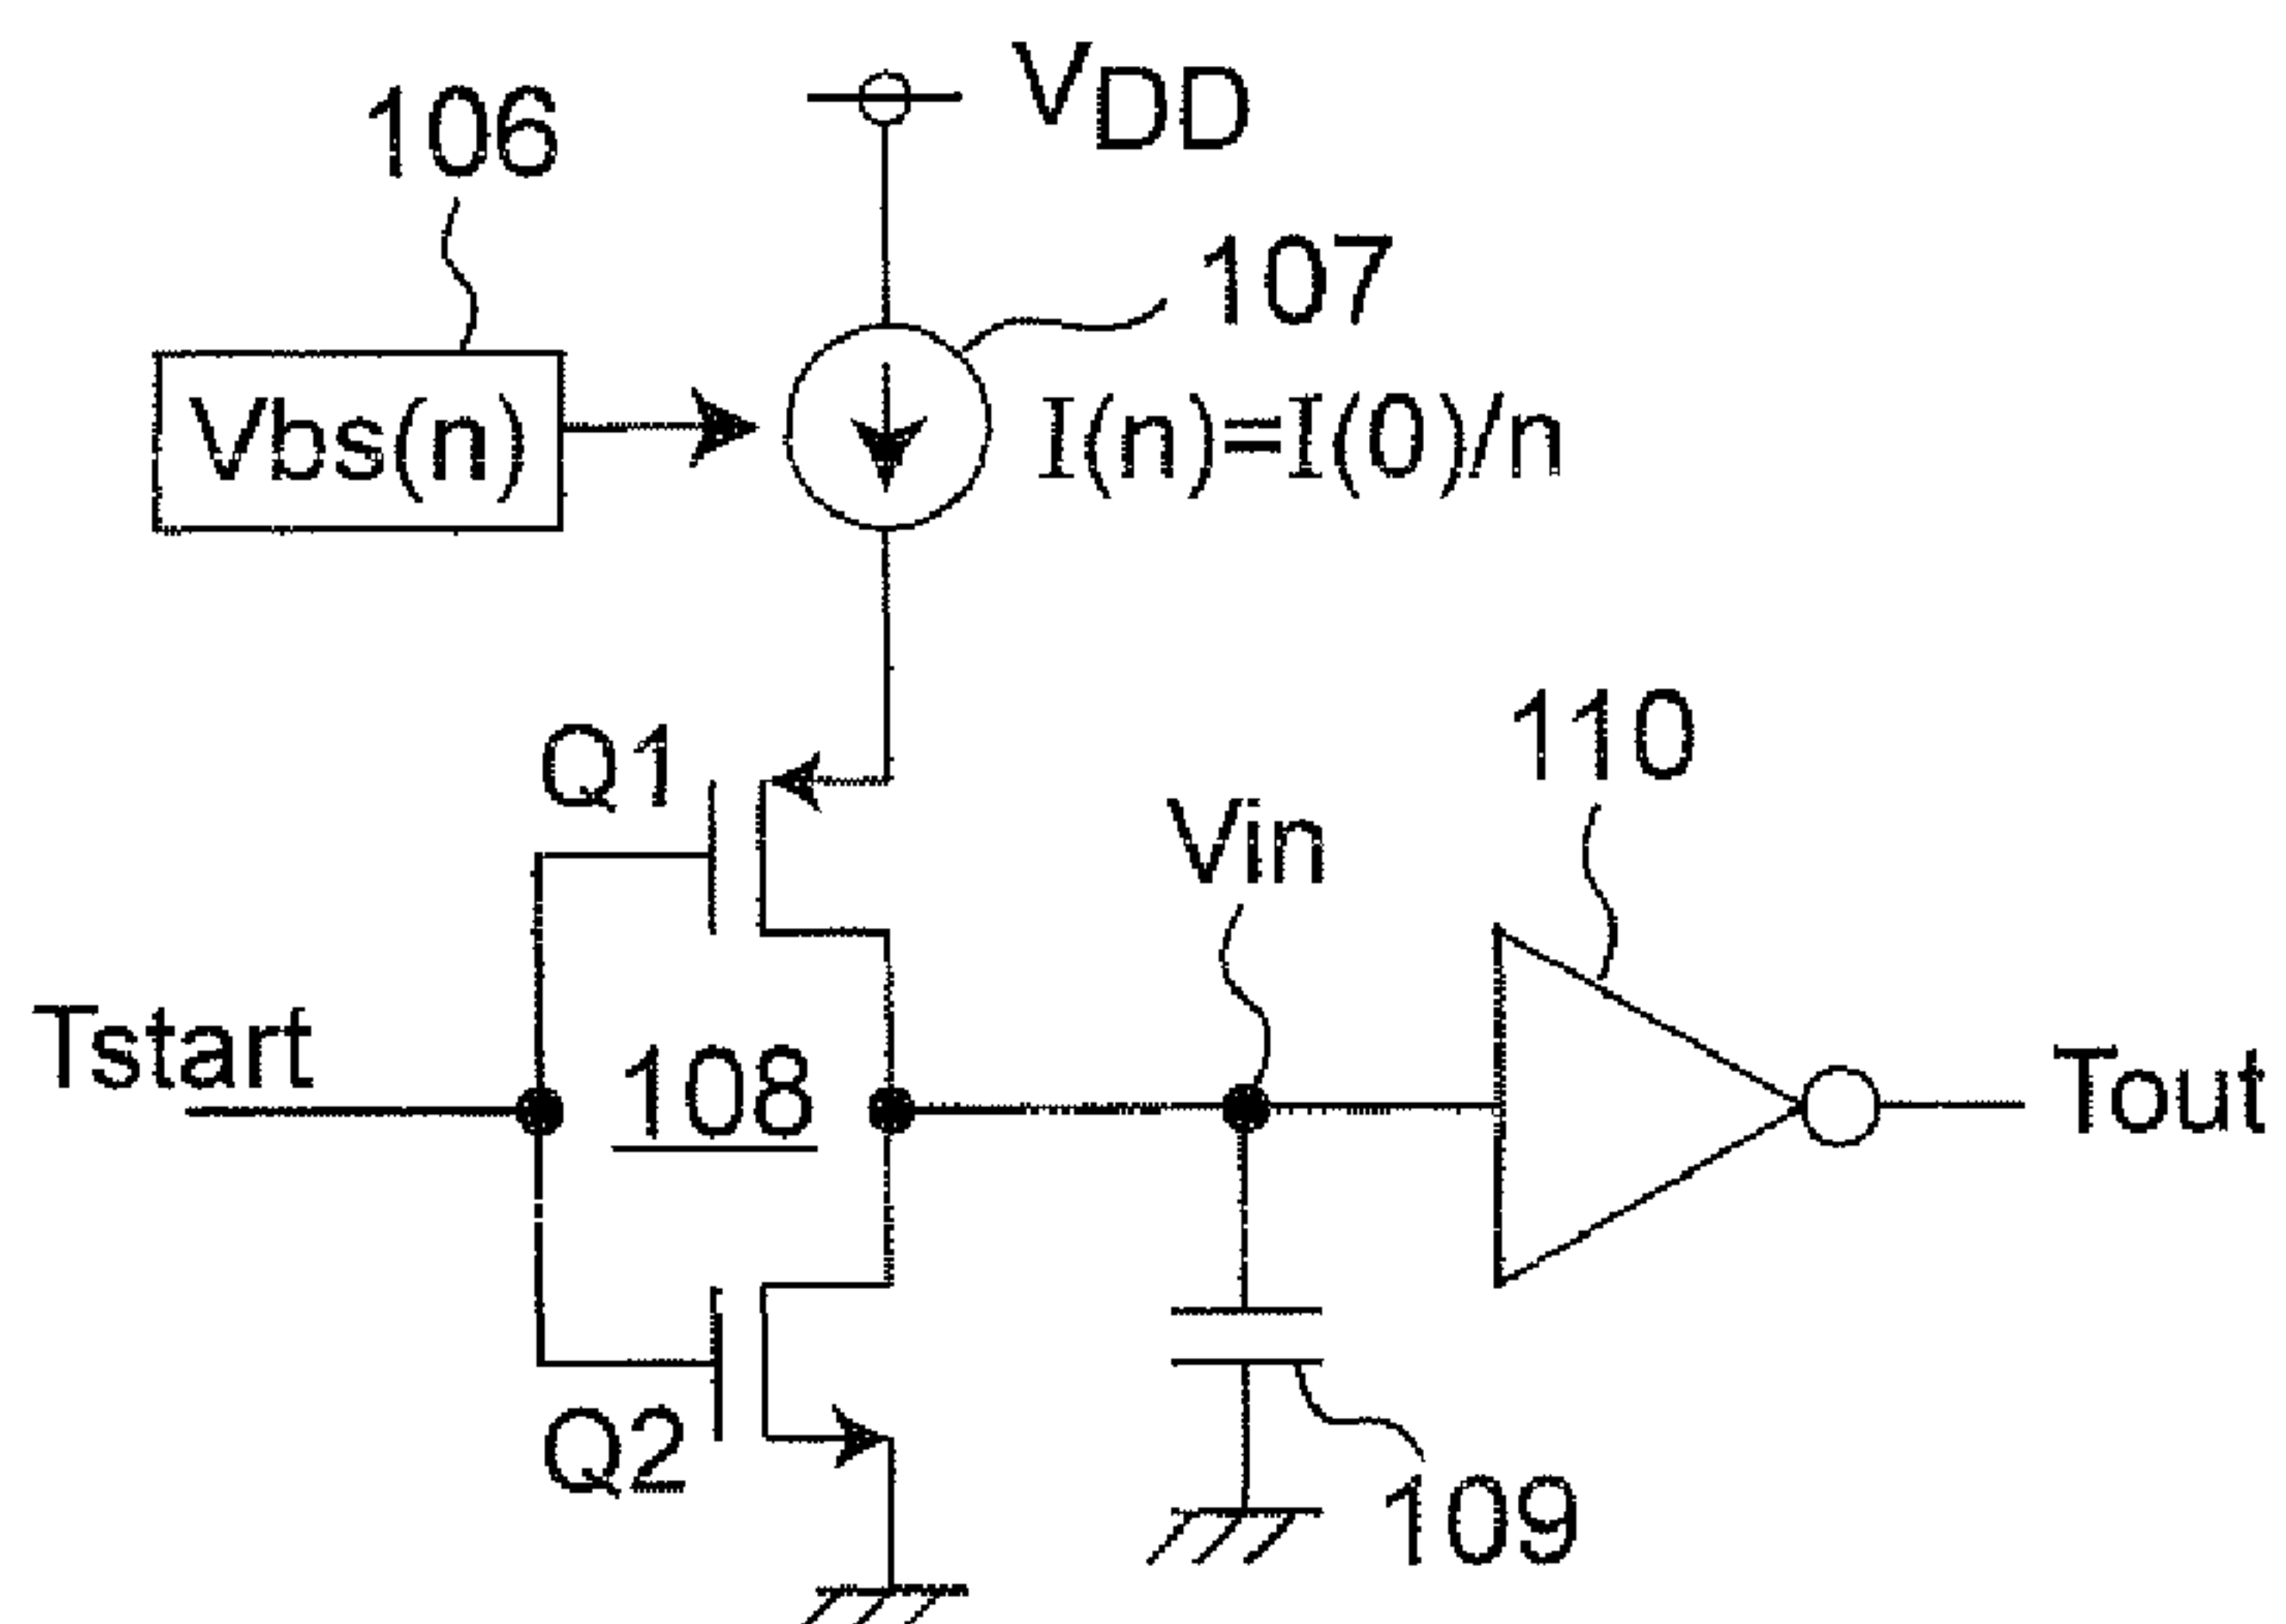 VDD
106
107
Vbs(n)
I(n)=I(0)/n
Q1
110
Vin
Tstart
108
Tout
Q2
109